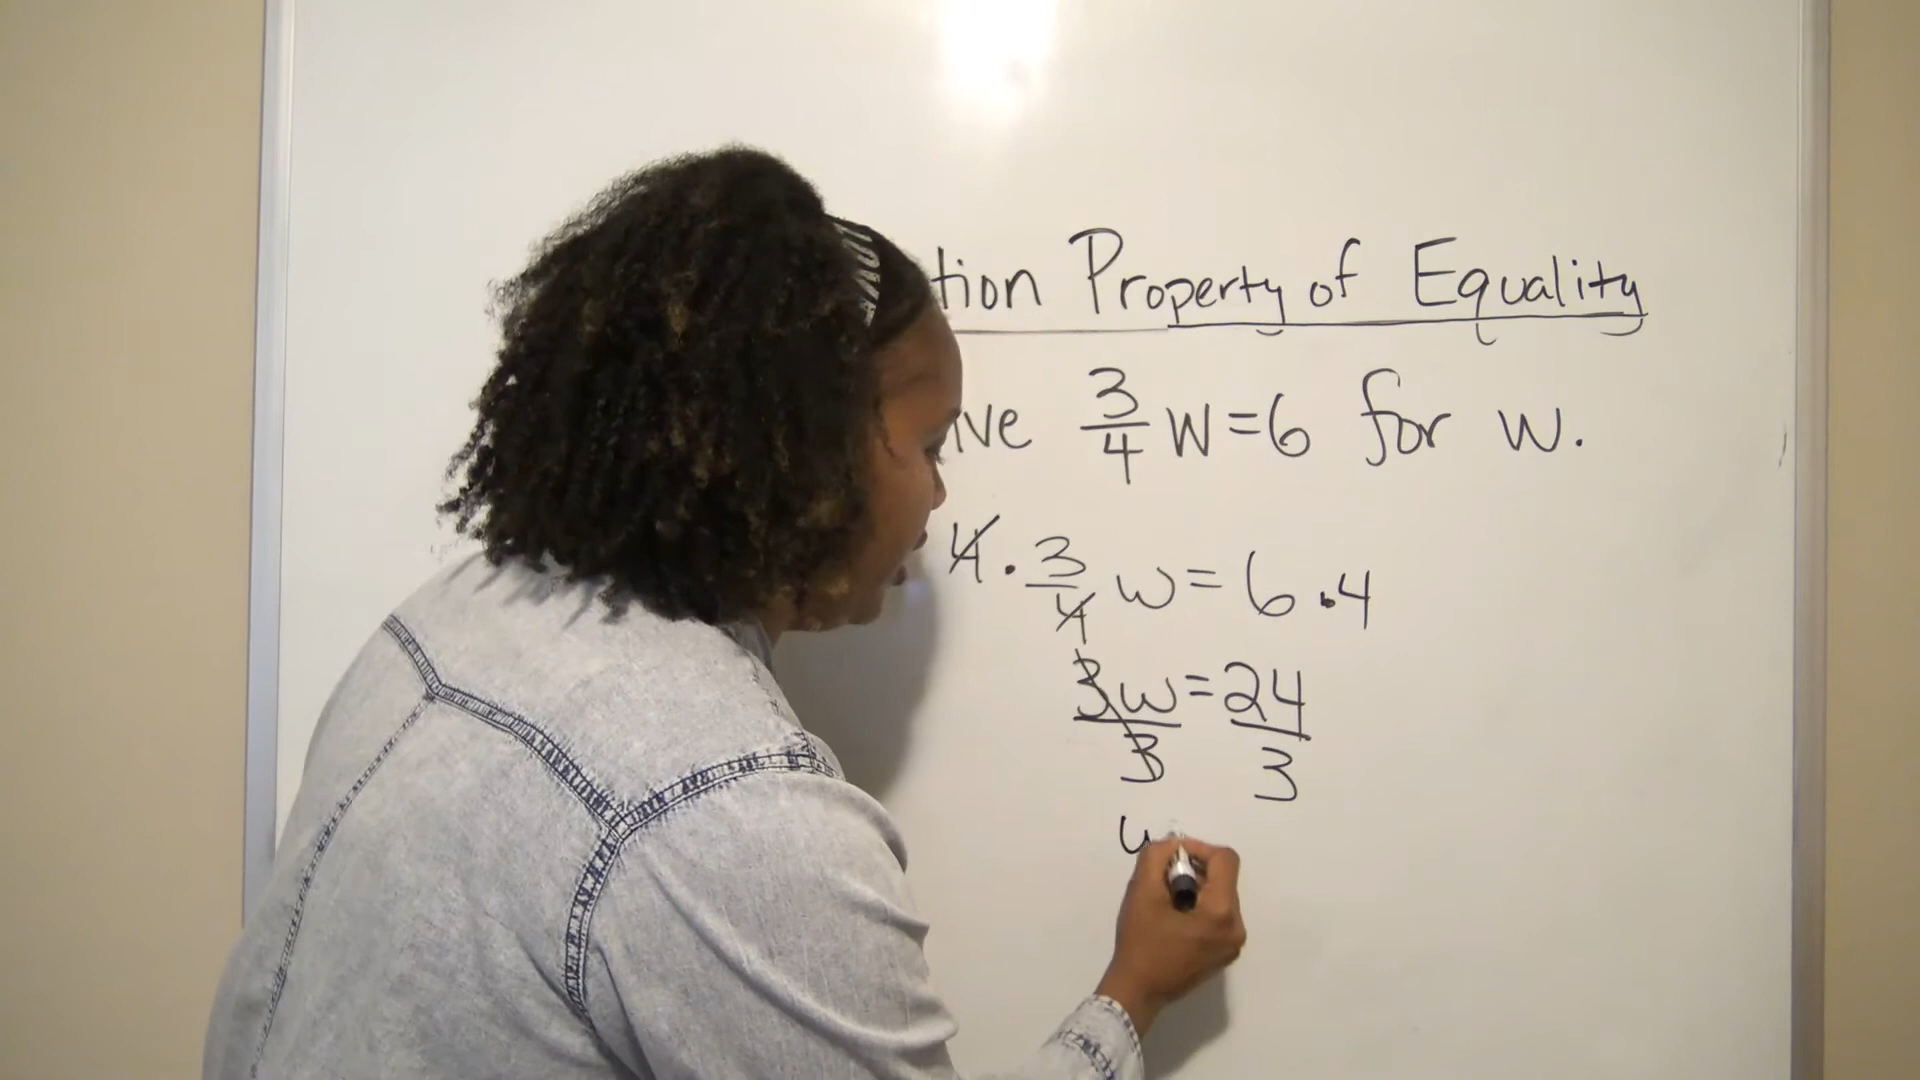 tion Property of Equality
ve 3/4 W=6 for w.
4 · 3/4 w = 6 · 4
3w/3 = 24/3
w